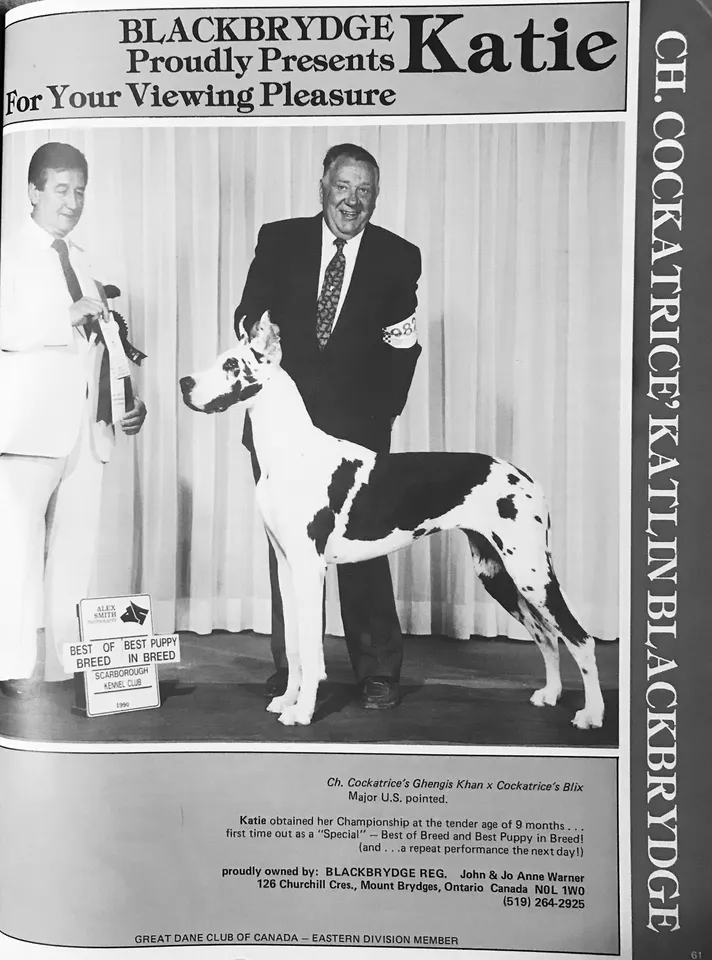 BLACKBRYDGE
Proudly Presents
Katie
For Your Viewing Pleasure
CH. COCKATRICE' KATLIN BLACKBRYDGE
98
ALEX
SMITH
BEST OF
BREED
BEST PUPPY
IN BREED
SCARBOROUGH
KENNEL CLUB
1990
Ch. Cockatrice's Ghengis Khan x Cockatrice's Blix
Major U.S. pointed.
Katie obtained her Championship at the tender age of 9 months . . .
first time out as a "Special" — Best of Breed and Best Puppy in Breed!
(and . . .a repeat performance the next day!)
proudly owned by: BLACKBRYDGE REG. John & Jo Anne Warner
126 Churchill Cres., Mount Brydges, Ontario Canada N0L 1W0
(519) 264-2925
GREAT DANE CLUB OF CANADA — EASTERN DIVISION MEMBER
61